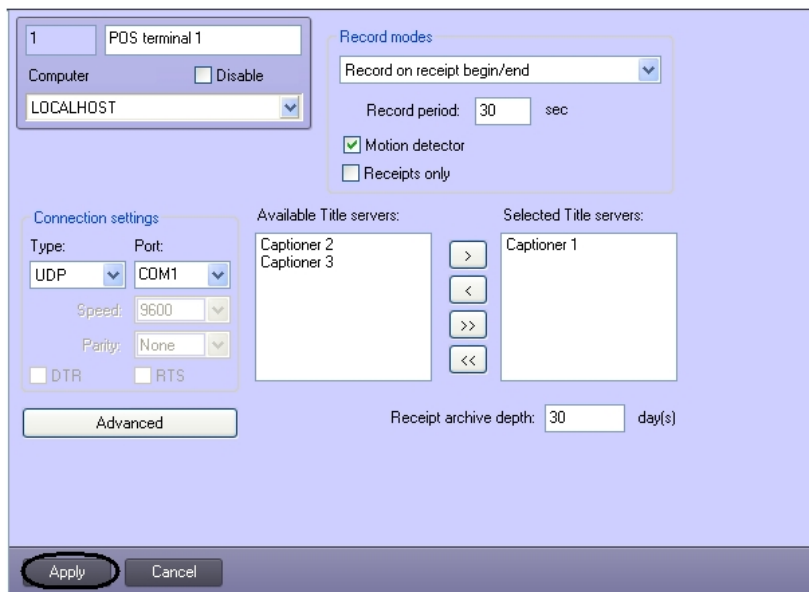 1 POS terminal 1
Computer Disable
LOCALHOST
Record modes
Record on receipt begin/end
Record period: 30 sec
Motion detector
Receipts only
Connection settings
Type: Port:
UDP COM1
Speed: 9600
Parity: None
DTR RTS
Advanced
Available Title servers:
Captioner 2
Captioner 3
>
<
>>
<<
Selected Title servers:
Captioner 1
Receipt archive depth: 30 day(s)
Apply Cancel